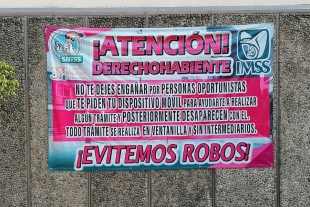 ¡ATENCIÓN!
DERECHOHABIENTE
IMSS
NO TE DEJES ENGAÑAR POR PERSONAS OPORTUNISTAS
QUE TE PIDEN TU DISPOSITIVO MÓVIL PARA AYUDARTE A REALIZAR
ALGÚN TRÁMITE Y POSTERIORMENTE DESAPARECEN CON EL.
TODO TRÁMITE SE REALIZA EN VENTANILLA Y SIN INTERMEDIARIOS.
¡EVITEMOS ROBOS!